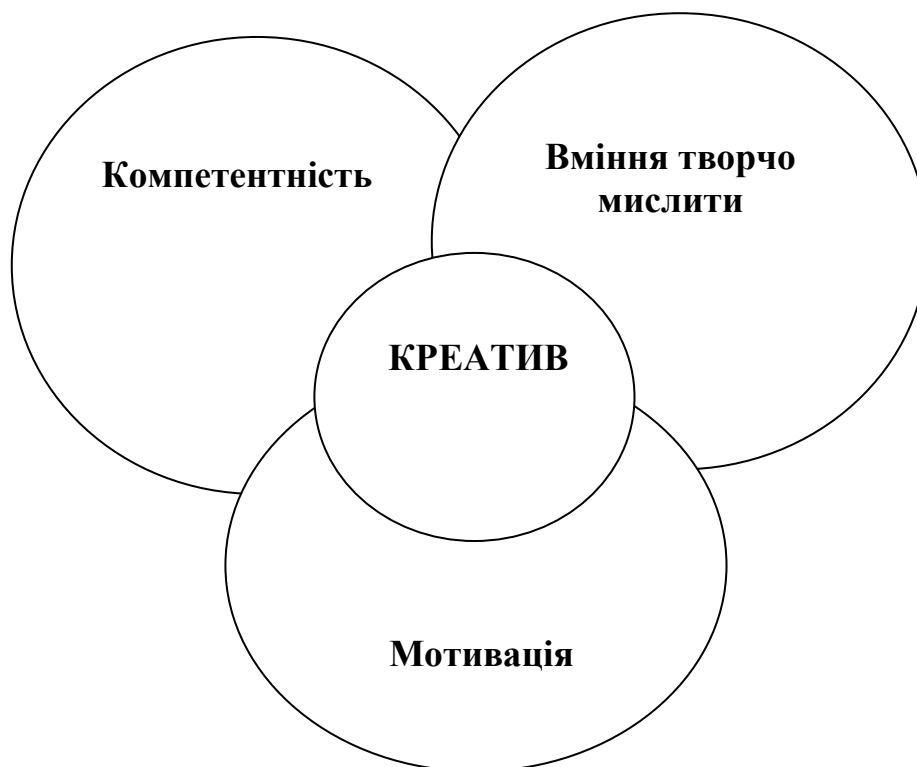 Компетентність
Вміння творчо
мислити
КРЕАТИВ
Мотивація